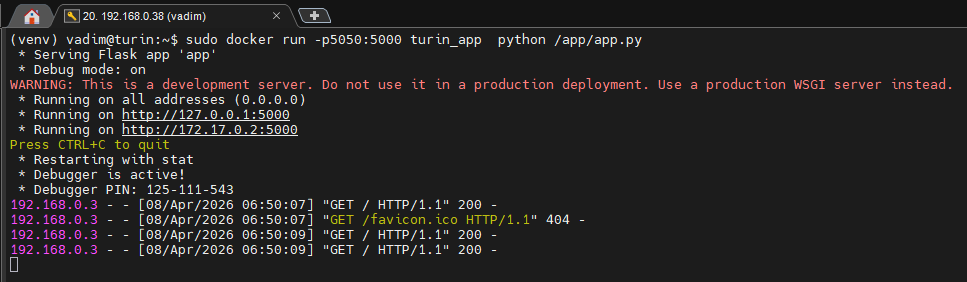 20. 192.168.0.38 (vadim)
(venv) vadim@turin:~$ sudo docker run -p5050:5000 turin_app  python /app/app.py
 * Serving Flask app 'app'
 * Debug mode: on
WARNING: This is a development server. Do not use it in a production deployment. Use a production WSGI server instead.
 * Running on all addresses (0.0.0.0)
 * Running on http://127.0.0.1:5000
 * Running on http://172.17.0.2:5000
Press CTRL+C to quit
 * Restarting with stat
 * Debugger is active!
 * Debugger PIN: 125-111-543
192.168.0.3 - - [08/Apr/2026 06:50:07] "GET / HTTP/1.1" 200 -
192.168.0.3 - - [08/Apr/2026 06:50:07] "GET /favicon.ico HTTP/1.1" 404 -
192.168.0.3 - - [08/Apr/2026 06:50:09] "GET / HTTP/1.1" 200 -
192.168.0.3 - - [08/Apr/2026 06:50:09] "GET / HTTP/1.1" 200 -